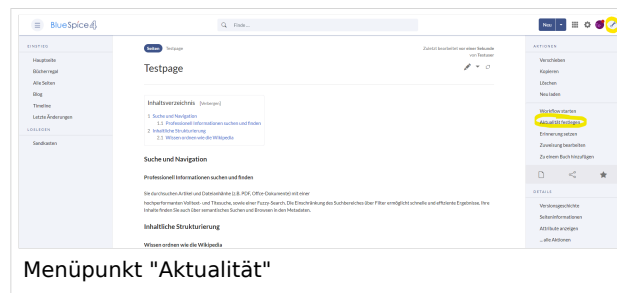 BlueSpice
Finde...
Neu
EINSTIEG
Hauptseite
Bücherregal
Alle Seiten
Blog
Timeline
Letzte Änderungen
LOSLEGEN
Sandkasten
Seiten Testpage
Zuletzt bearbeitet vor einer Sekunde
von Testuser
Testpage
Inhaltsverzeichnis [Verbergen]
1 Suche und Navigation
1.1 Professionell Informationen suchen und finden
2 Inhaltliche Strukturierung
2.1 Wissen ordnen wie die Wikipedia
Suche und Navigation
Professionell Informationen suchen und finden
Sie durchsuchen Artikel und Dateianhänge (z.B. PDF, Office-Dokumente) mit einer
hochperformanten Volltext- und Titelsuche, sowie einer Fuzzy-Search. Die Einschränkung des Suchbereiches über Filter ermöglicht schnelle und effiziente Ergebnisse. Ihre
Inhalte finden Sie auch über semantisches Suchen und Browsen in den Metadaten.
Inhaltliche Strukturierung
Wissen ordnen wie die Wikipedia
AKTIONEN
Verschieben
Kopieren
Löschen
Neu laden
Workflow starten
Aktualität festlegen
Erinnerung setzen
Zuweisung bearbeiten
Zu einem Buch hinzufügen
DETAILS
Versionsgeschichte
Seiteninformationen
Attribute anzeigen
... alle Aktionen
Menüpunkt "Aktualität"